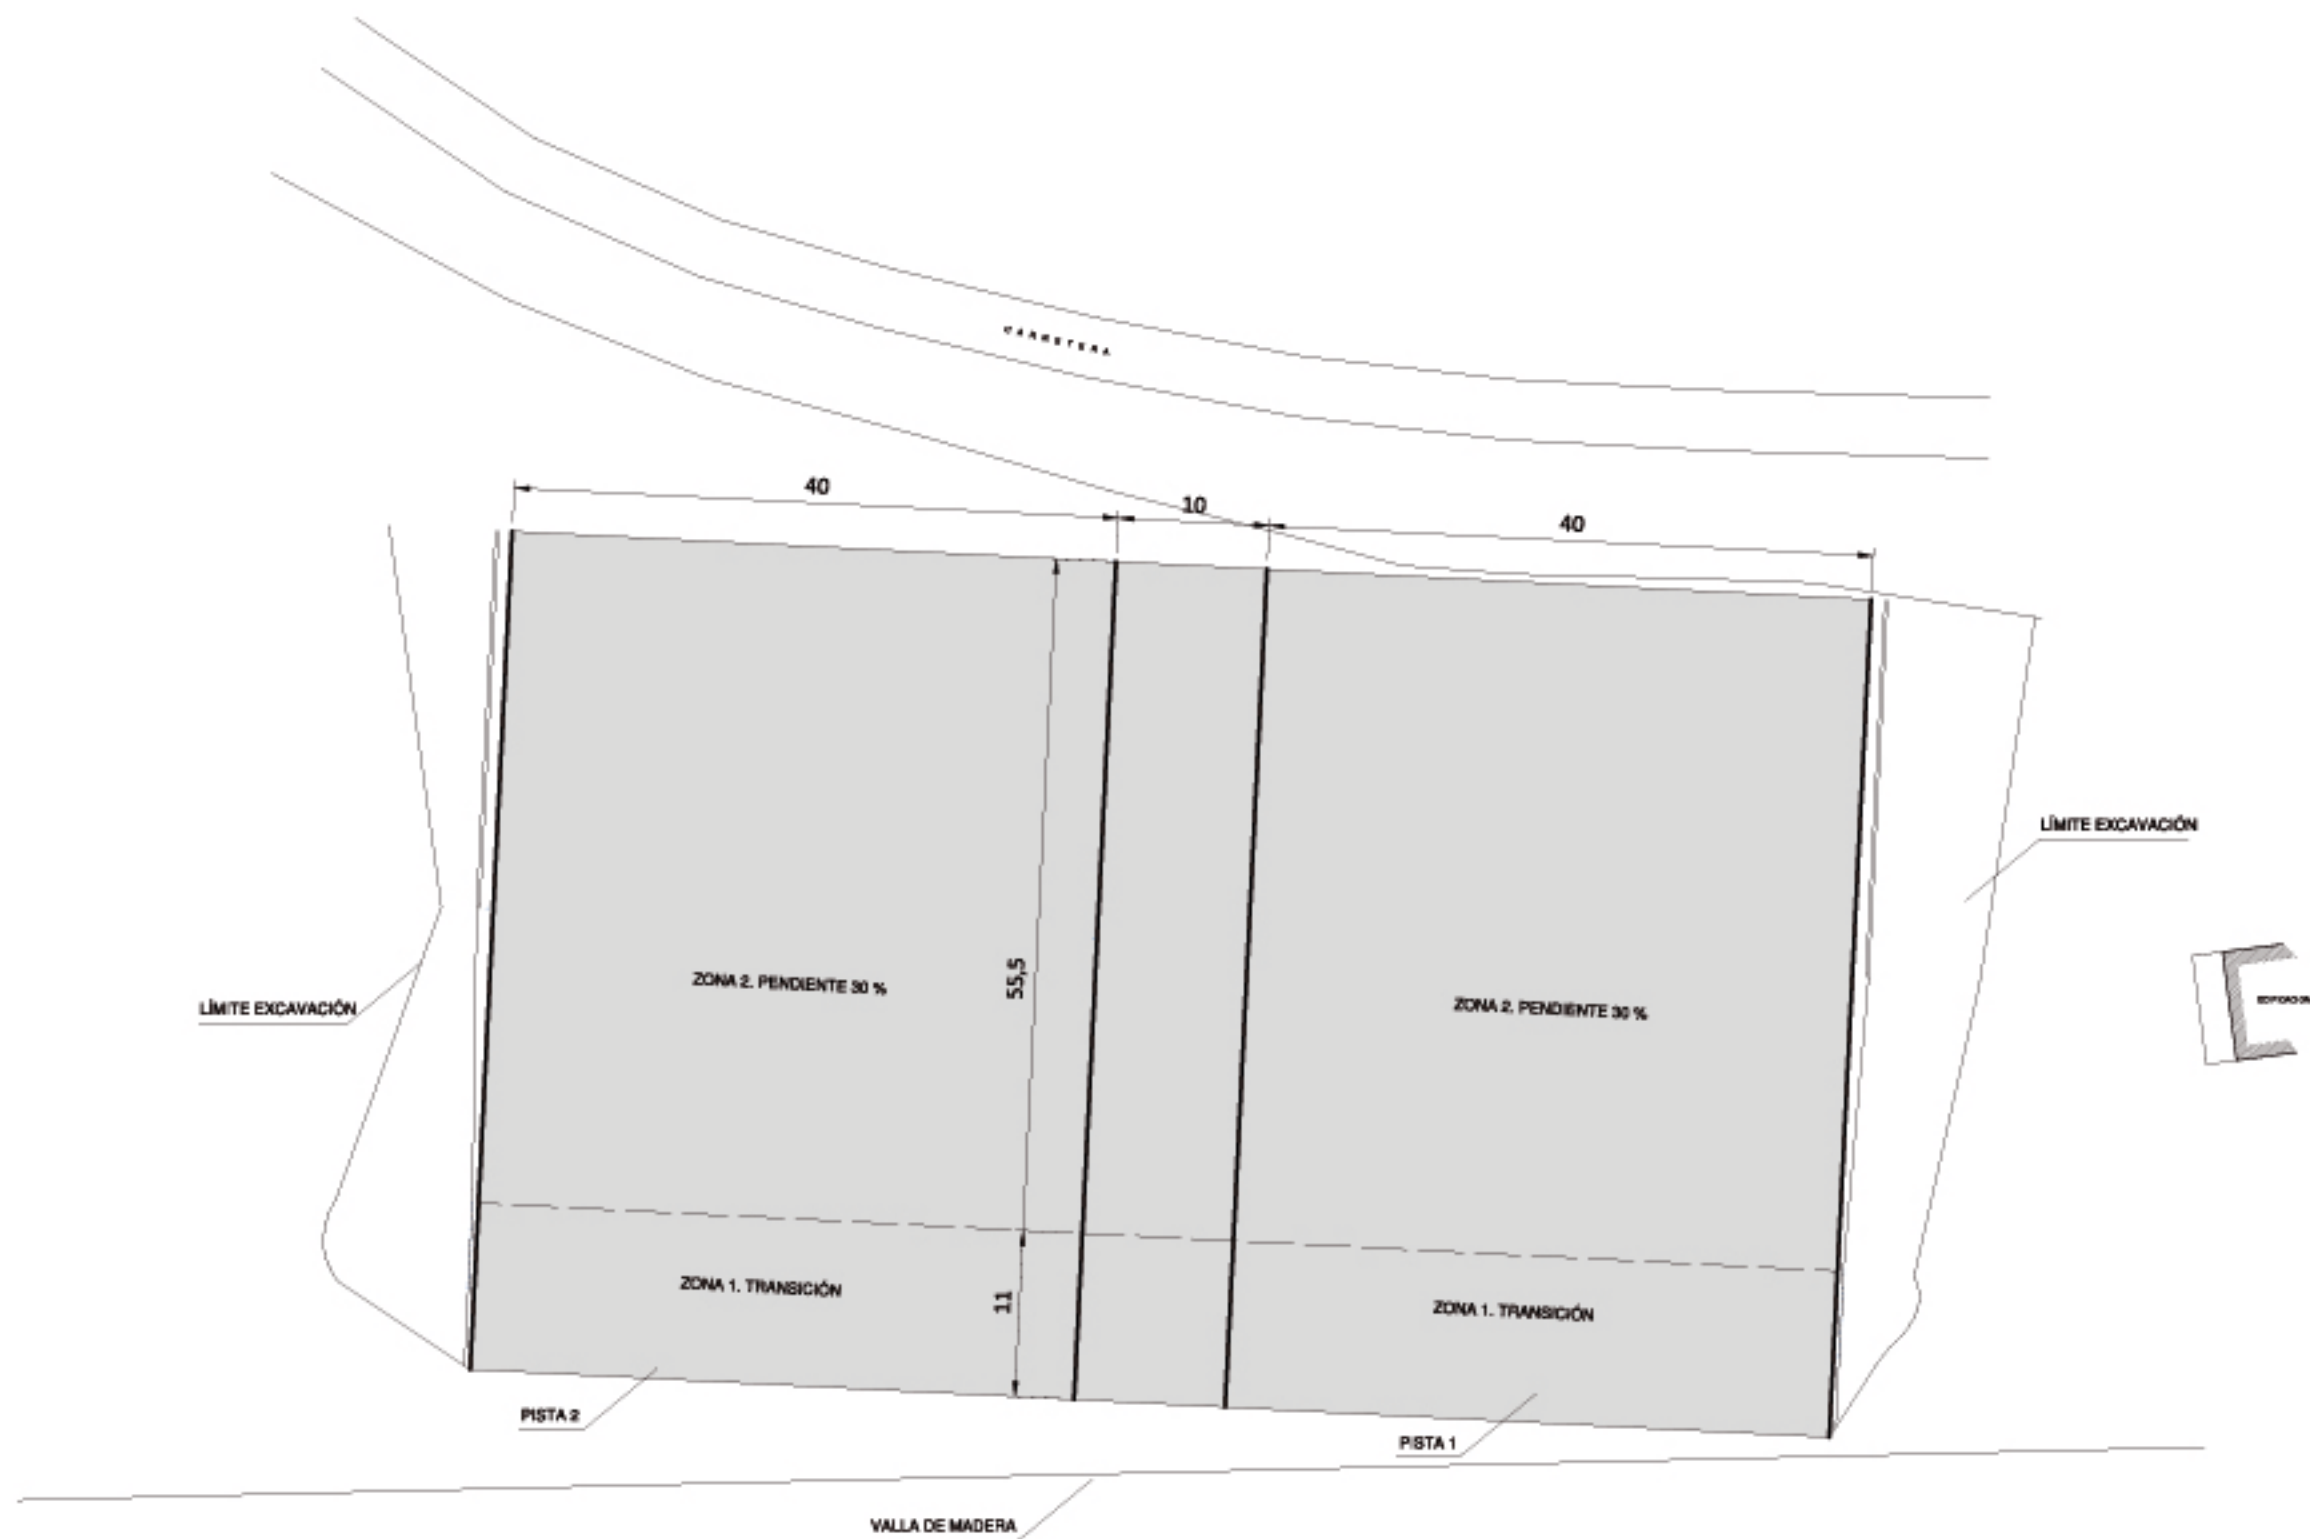 CARRETERA
40
10
40
LÍMITE EXCAVACIÓN
55,5
ZONA 2. PENDIENTE 30 %
ZONA 2. PENDIENTE 30 %
LÍMITE EXCAVACIÓN
ZONA 1. TRANSICIÓN
11
ZONA 1. TRANSICIÓN
PISTA 2
PISTA 1
VALLA DE MADERA